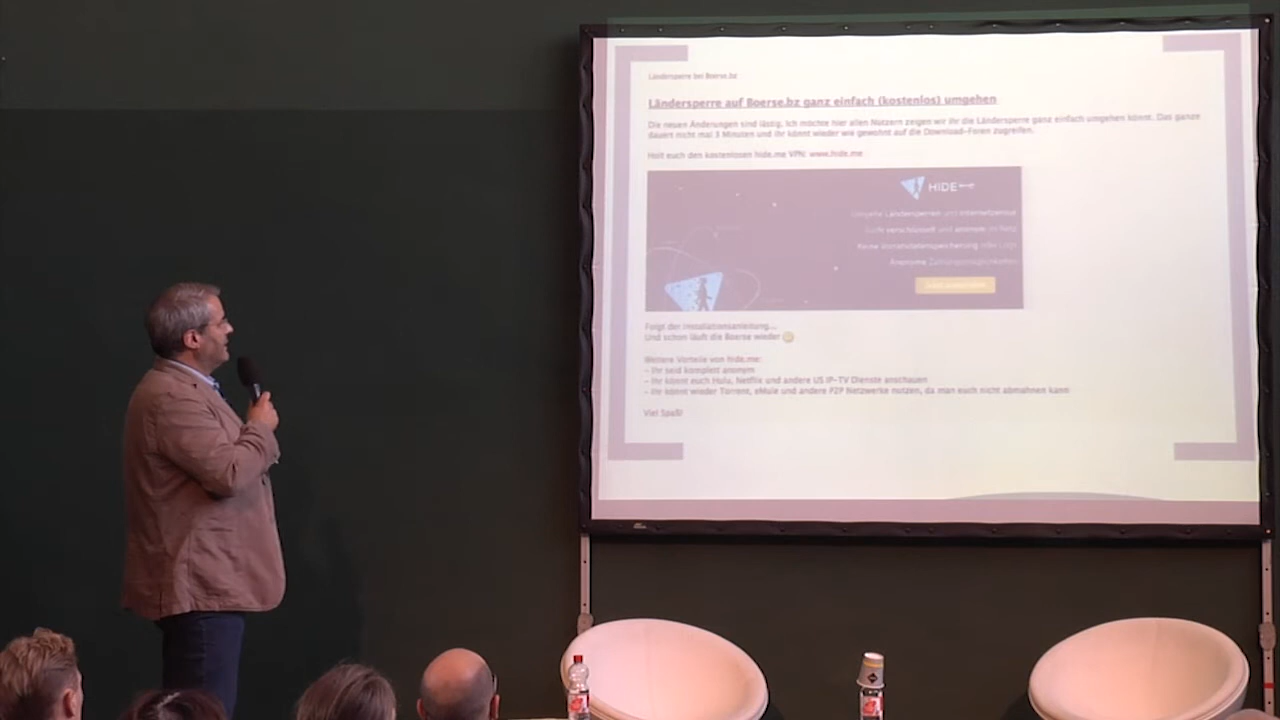 Ländersperre bei Boerse.bz
Ländersperre auf Boerse.bz ganz einfach (kostenlos) umgehen
Die neuen Änderungen sind lästig. Ich möchte hier allen Nutzern zeigen wir ihr die Ländersperre ganz einfach umgehen könnt. Das ganze
dauert nicht mal 3 Minuten und ihr könnt wieder wie gewohnt auf die Download-Foren zugreifen.
Holt euch den kostenlosen hide.me VPN: www.hide.me
HIDE
Umgehe Ländersperren und Internetzensur
verschlüsselt und anonym im Netz
Keine Vorratsdatenspeicherung oder Logs
Anonyme Zahlungsmöglichkeiten
Folgt der Installationsanleitung...
Und schon läuft die Boerse wieder
Weitere Vorteile von hide.me:
- Ihr seid komplett anonym
- Ihr könnt euch Hulu, Netflix und andere US IP-TV Dienste anschauen
- Ihr könnt wieder Torrent, eMule und andere P2P Netzwerke nutzen, da man euch nicht abmahnen kann
Viel Spaß!